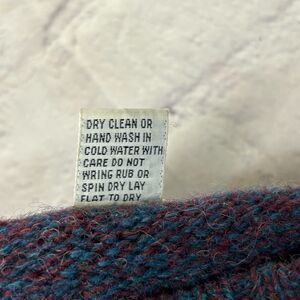 DRY CLEAN OR
HAND WASH IN
COLD WATER WITH
CARE DO NOT
WRING RUB OR
SPIN DRY LAY
FLAT TO DRY